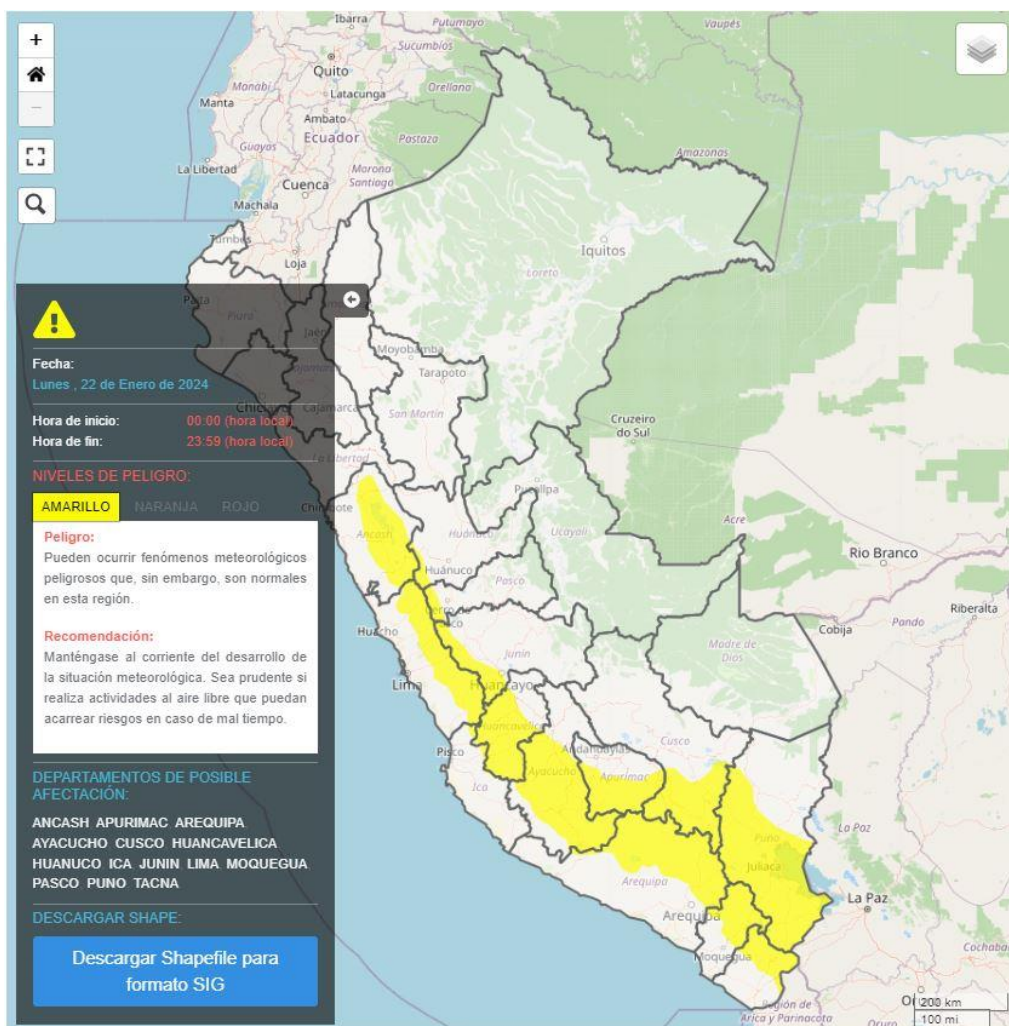 Ibarra
Putumayo
Vaupés
Sucumbíos
Quito
Orellana
Manabí
Latacunga
Manta
Ambato
Ecuador
Pastaza
Amazonas
Guayas
Marona
Santiago
La Libertad
Cuenca
Machala
Tumbes
Loja
Iquitos
Loreto
Paita
Piura
Jaén
Moyobamba
Tarapoto
San Martín
Cajamarca
La Libertad
Cruzeiro
do Sul
Pucallpa
Ucayali
Acre
Ancash
Huánuco
Huánuco
Pasco
Rio Branco
Riberalta
Pando
Cobija
Madre de
Dios
Huacho
Junín
Lima
Huancayo
Huancavelica
Pisco
Andahuaylas
Cusco
Ayacucho
Apurímac
Ica
Puno
Juliaca
La Paz
La Paz
Arequipa
Arequipa
Moquegua
Cochabamba
Región de
Arica y Parinacota
Oruro
200 km
100 mi
Fecha:
Lunes , 22 de Enero de 2024
Hora de inicio: 00:00 (hora local)
Hora de fin: 23:59 (hora local)
NIVELES DE PELIGRO:
AMARILLO NARANJA ROJO
Peligro:
Pueden ocurrir fenómenos meteorológicos
peligrosos que, sin embargo, son normales
en esta región.
Recomendación:
Manténgase al corriente del desarrollo de
la situación meteorológica. Sea prudente si
realiza actividades al aire libre que puedan
acarrear riesgos en caso de mal tiempo.
DEPARTAMENTOS DE POSIBLE
AFECTACIÓN:
ANCASH APURIMAC AREQUIPA
AYACUCHO CUSCO HUANCAVELICA
HUANUCO ICA JUNIN LIMA MOQUEGUA
PASCO PUNO TACNA
DESCARGAR SHAPE:
Descargar Shapefile para
formato SIG